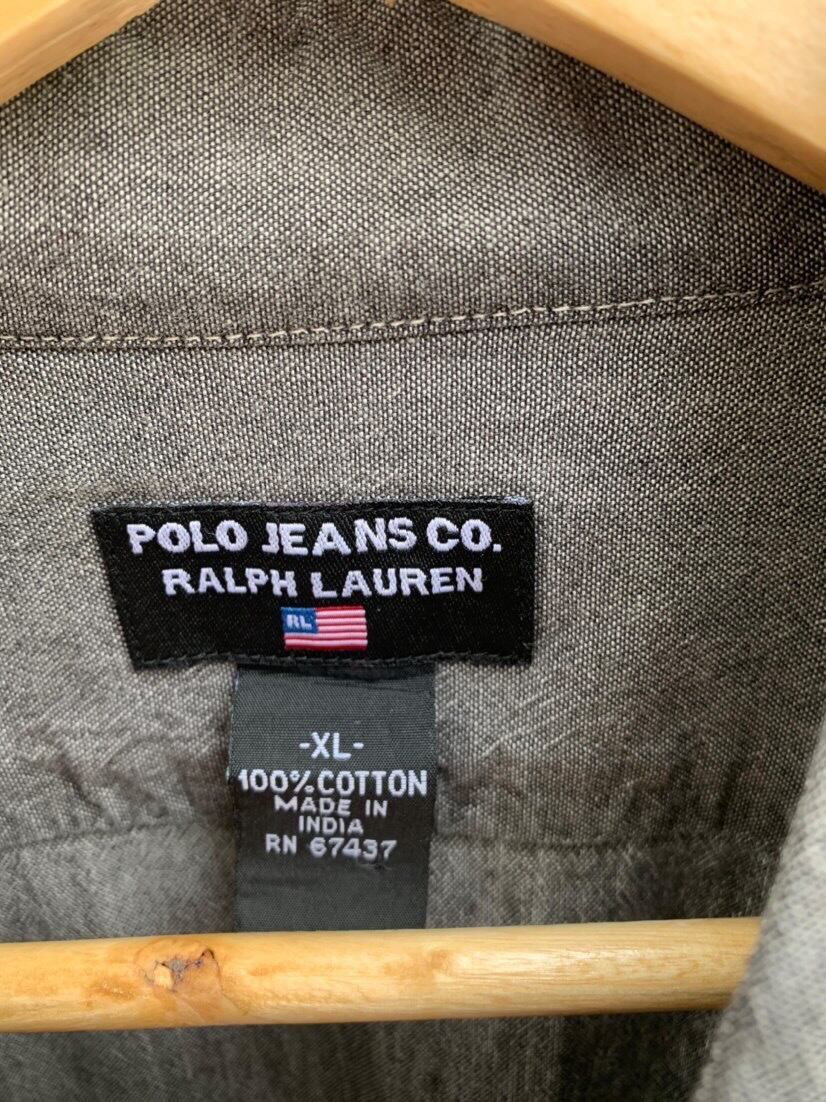 POLO JEANS CO.
RALPH LAUREN
RL
-XL-
100% COTTON
MADE IN
INDIA
RN 67437